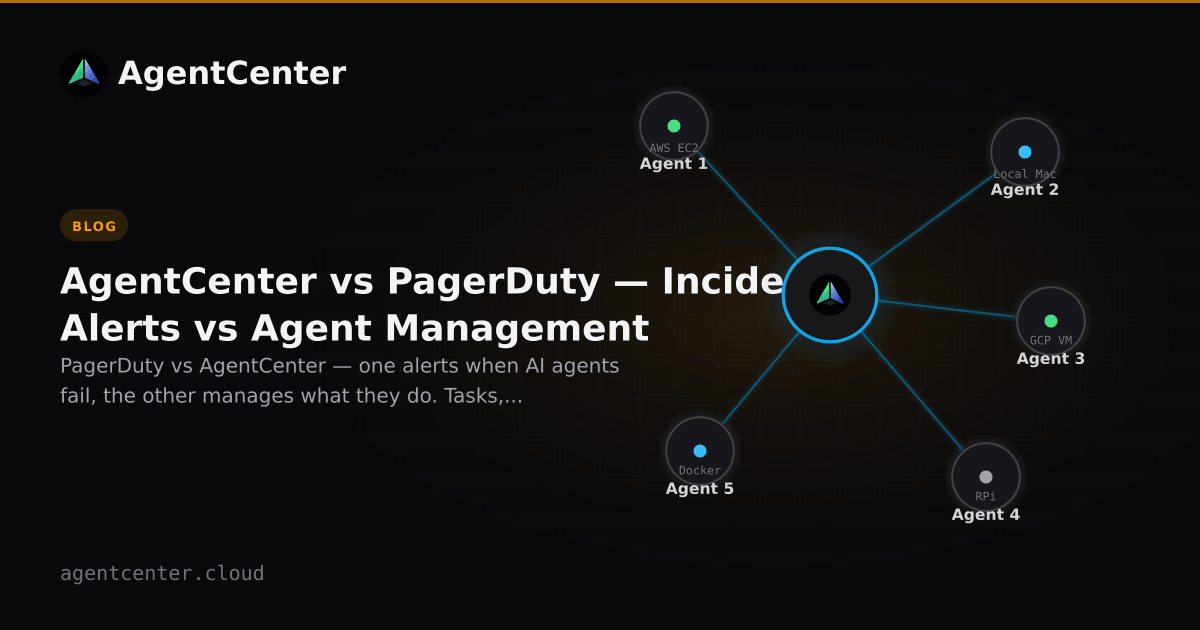 AgentCenter
BLOG
AgentCenter vs PagerDuty — Incide
Alerts vs Agent Management
PagerDuty vs AgentCenter — one alerts when AI agents
fail, the other manages what they do. Tasks,...
agentcenter.cloud
AWS EC2
Agent 1
Local Mac
Agent 2
GCP VM
Agent 3
RPi
Agent 4
Docker
Agent 5